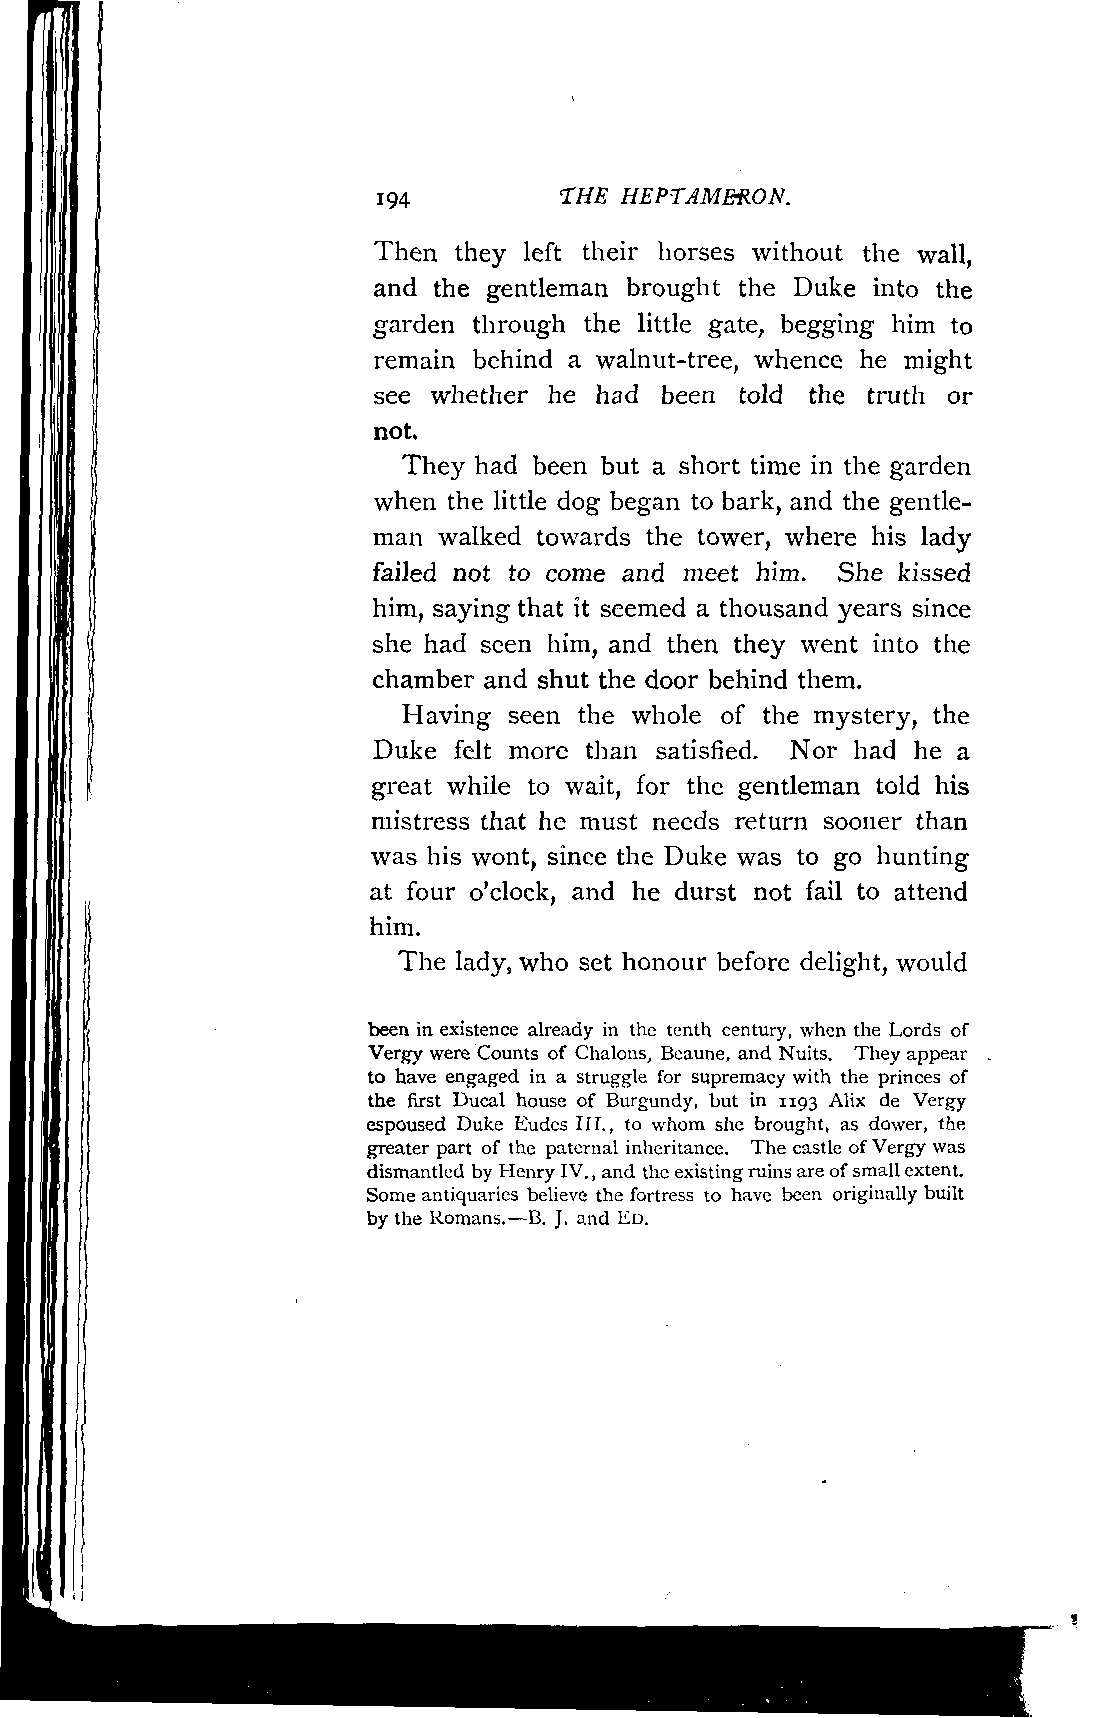 194 THE HEPTAMERON.
Then they left their horses without the wall,
and the gentleman brought the Duke into the
garden through the little gate, begging him to
remain behind a walnut-tree, whence he might
see whether he had been told the truth or
not.
They had been but a short time in the garden
when the little dog began to bark, and the gentle-
man walked towards the tower, where his lady
failed not to come and meet him. She kissed
him, saying that it seemed a thousand years since
she had seen him, and then they went into the
chamber and shut the door behind them.
Having seen the whole of the mystery, the
Duke felt more than satisfied. Nor had he a
great while to wait, for the gentleman told his
mistress that he must needs return sooner than
was his wont, since the Duke was to go hunting
at four o'clock, and he durst not fail to attend
him.
The lady, who set honour before delight, would
been in existence already in the tenth century, when the Lords of
Vergy were Counts of Chalons, Beaune, and Nuits. They appear
to have engaged in a struggle for supremacy with the princes of
the first Ducal house of Burgundy, but in 1193 Alix de Vergy
espoused Duke Eudes III., to whom she brought, as dower, the
greater part of the paternal inheritance. The castle of Vergy was
dismantled by Henry IV., and the existing ruins are of small extent.
Some antiquaries believe the fortress to have been originally built
by the Romans.—B. J. and ED.